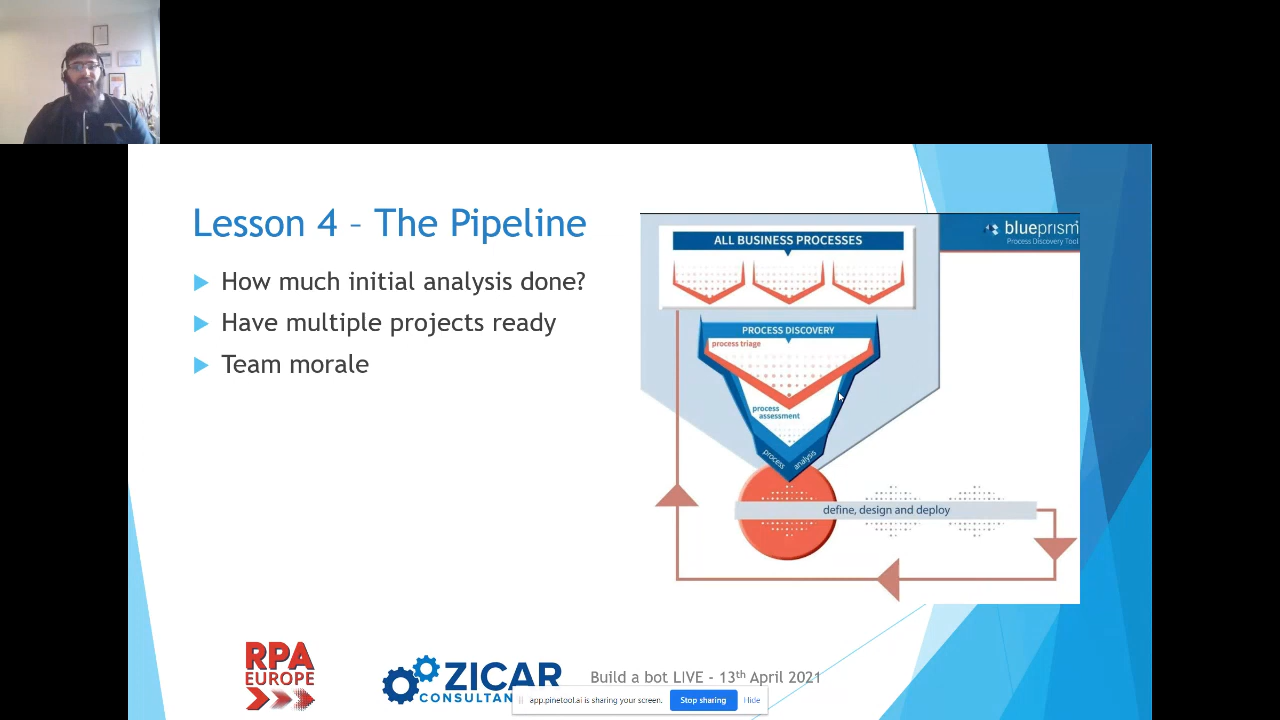 Lesson 4 – The Pipeline
How much initial analysis done?
Have multiple projects ready
Team morale
blueprism
Process Discovery Tool
ALL BUSINESS PROCESSES
PROCESS DISCOVERY
process triage
process
assessment
process analysis
define, design and deploy
RPA
EUROPE
ZICAR
CONSULTAN
Build a bot LIVE - 13th April 2021
app.pinetool.ai is sharing your screen.
Stop sharing
Hide